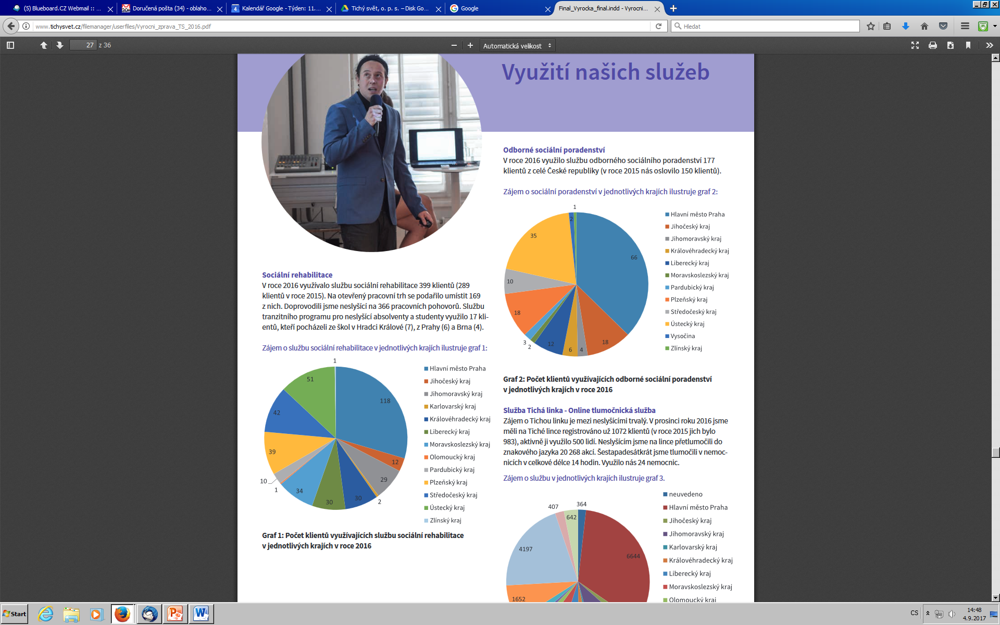 (5) Blueboard.CZ Webmail :: ...
Doručená pošta (34) - oblaho...
Kalendář Google - Týden: 11....
Tichý svět, o. p. s. – Disk Go...
Google
Final_Vyrocka_final.indd - Vyrocni...
www.tichysvet.cz/filemanager/userfiles/Vyrocni_zprava_TS_2016.pdf
Hledat
27 z 36
Automatická velikost
Využití našich služeb
Sociální rehabilitace
V roce 2016 využívalo službu sociální rehabilitace 399 klientů (289
klientů v roce 2015). Na otevřený pracovní trh se podařilo umístit 169
z nich. Doprovodili jsme neslyšící na 366 pracovních pohovorů. Službu
tranzitního programu pro neslyšící absolventy a studenty využilo 17 kli-
entů, kteří pocházeli ze škol v Hradci Králové (7), z Prahy (6) a Brna (4).
Zájem o službu sociální rehabilitace v jednotlivých krajích ilustruje graf 1:
1
118
12
29
2
30
30
34
1
10
39
42
51
Hlavní město Praha
Jihočeský kraj
Jihomoravský kraj
Karlovarský kraj
Královéhradecký kraj
Liberecký kraj
Moravskoslezský kraj
Olomoucký kraj
Pardubický kraj
Plzeňský kraj
Středočeský kraj
Ústecký kraj
Zlínský kraj
Graf 1: Počet klientů využívajících službu sociální rehabilitace
v jednotlivých krajích v roce 2016
Odborné sociální poradenství
V roce 2016 využilo službu odborného sociálního poradenství 177
klientů z celé České republiky (v roce 2015 nás oslovilo 150 klientů).
Zájem o sociální poradenství v jednotlivých krajích ilustruje graf 2:
1
2
66
18
4
6
12
2
3
18
10
35
Hlavní město Praha
Jihočeský kraj
Jihomoravský kraj
Královéhradecký kraj
Liberecký kraj
Moravskoslezský kraj
Pardubický kraj
Plzeňský kraj
Středočeský kraj
Ústecký kraj
Vysočina
Zlínský kraj
Graf 2: Počet klientů využívajících odborné sociální poradenství
v jednotlivých krajích v roce 2016
Služba Tichá linka - Online tlumočnická služba
Zájem o Tichou linku je mezi neslyšícími trvalý. V prosinci roku 2016 jsme
měli na Tiché lince registrováno už 1072 klientů (v roce 2015 jich bylo
983), aktivně ji využilo 500 lidí. Neslyšícím jsme na lince přetlumočili do
znakového jazyka 20 268 akcí. Šestapadesátkrát jsme tlumočili v nemoc-
nicích v celkové délce 14 hodin. Využilo nás 24 nemocnic.
Zájem o službu v jednotlivých krajích ilustruje graf 3.
364
407
642
4197
6644
1652
neuvedeno
Hlavní město Praha
Jihočeský kraj
Jihomoravský kraj
Karlovarský kraj
Královéhradecký kraj
Liberecký kraj
Moravskoslezský kraj
Olomoucký kraj
Start
CS
14:48
4.9.2017